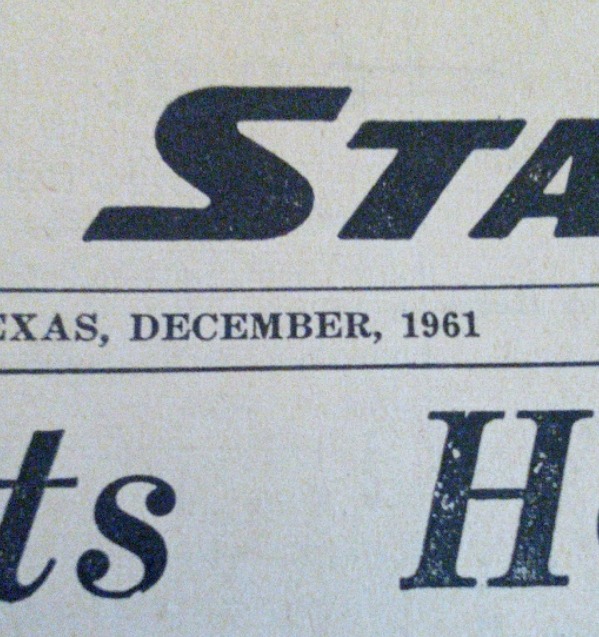 STA
EXAS, DECEMBER, 1961
ts H